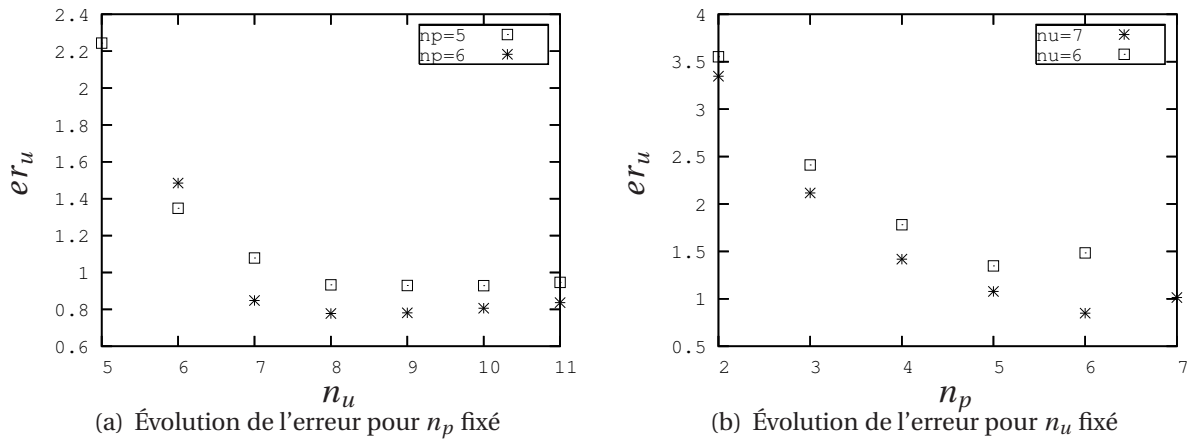 2.4
2.2
2
1.8
1.6
1.4
1.2
1
0.8
0.6
er_u
np=5
np=6
5 6 7 8 9 10 11
n_u
(a) Évolution de l'erreur pour n_p fixé
4
3.5
3
2.5
2
1.5
1
0.5
er_u
nu=7
nu=6
2 3 4 5 6 7
n_p
(b) Évolution de l'erreur pour n_u fixé